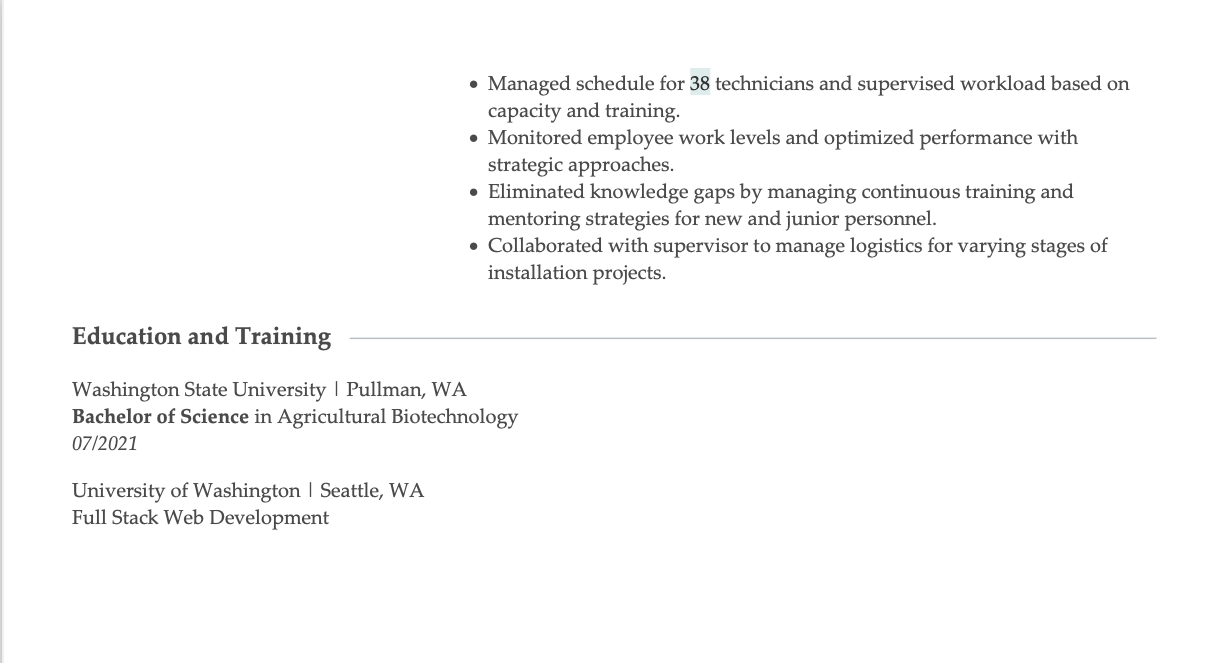 • Managed schedule for 38 technicians and supervised workload based on
capacity and training.
• Monitored employee work levels and optimized performance with
strategic approaches.
• Eliminated knowledge gaps by managing continuous training and
mentoring strategies for new and junior personnel.
• Collaborated with supervisor to manage logistics for varying stages of
installation projects.
Education and Training
Washington State University | Pullman, WA
Bachelor of Science in Agricultural Biotechnology
07/2021
University of Washington | Seattle, WA
Full Stack Web Development